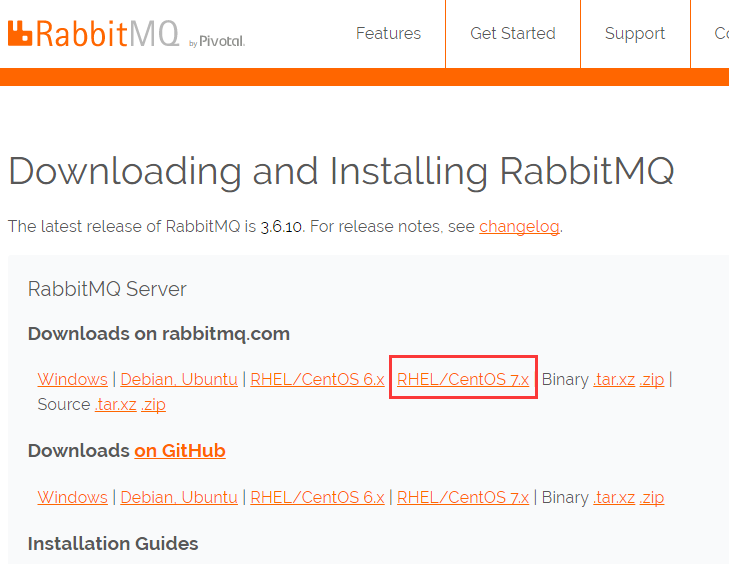 RabbitMQ by Pivotal.
Features
Get Started
Support
Co
Downloading and Installing RabbitMQ
The latest release of RabbitMQ is 3.6.10. For release notes, see changelog.
RabbitMQ Server
Downloads on rabbitmq.com
Windows | Debian, Ubuntu | RHEL/CentOS 6.x RHEL/CentOS 7.x | Binary .tar.xz .zip |
Source .tar.xz .zip
Downloads on GitHub
Windows | Debian, Ubuntu | RHEL/CentOS 6.x | RHEL/CentOS 7.x | Binary .tar.xz .zip
Installation Guides